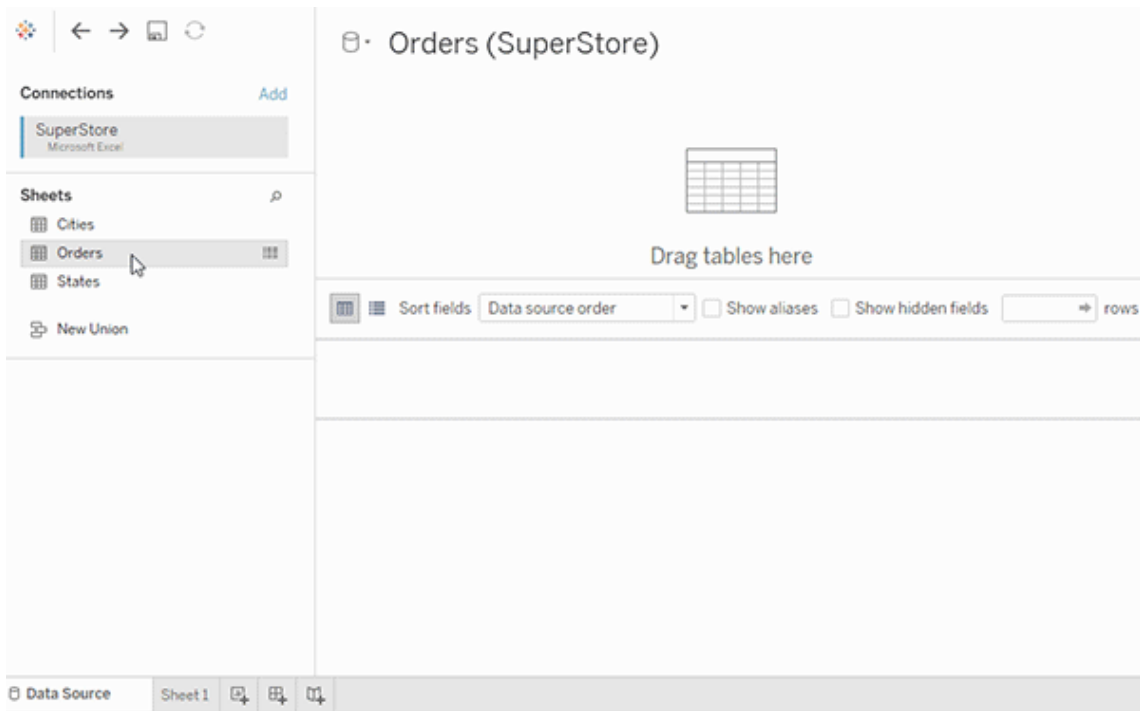 Orders (SuperStore)
Connections
Add
SuperStore
Microsoft Excel
Sheets
Cities
Orders
States
New Union
Drag tables here
Sort fields Data source order Show aliases Show hidden fields rows
Data Source Sheet 1